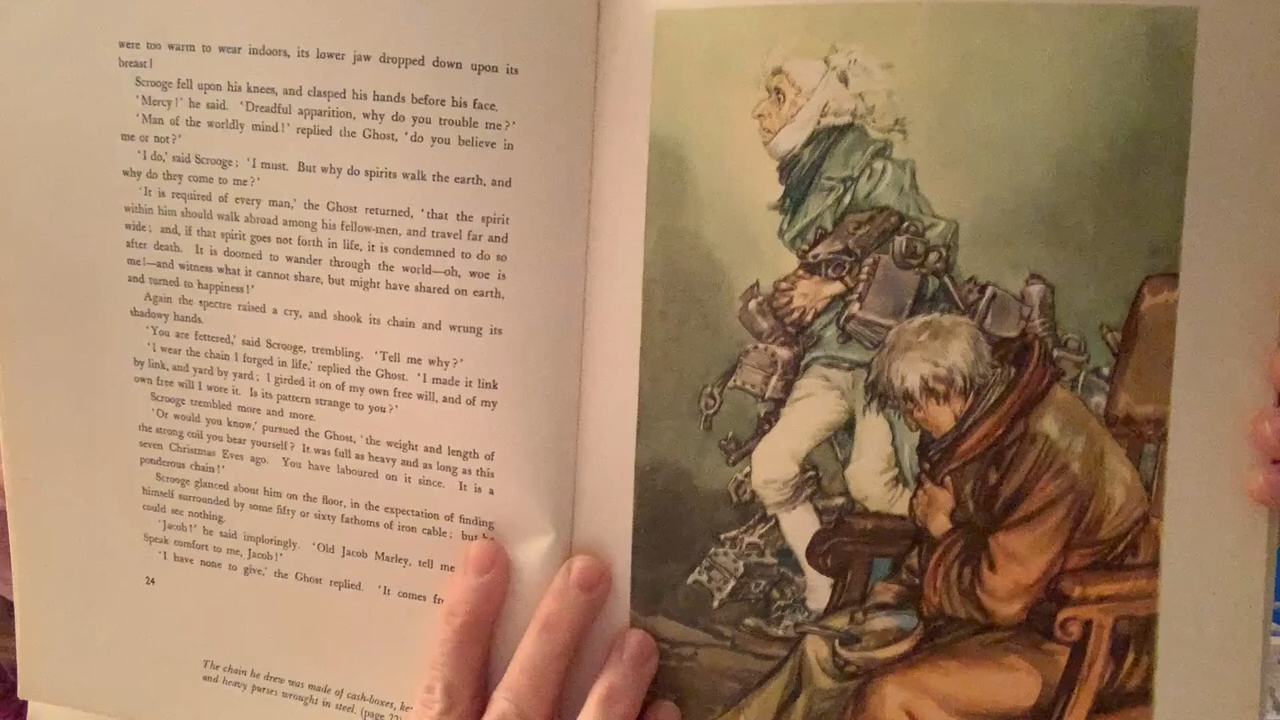 were too warm to wear indoors, its lower jaw dropped down upon its
breast!
Scrooge fell upon his knees, and clasped his hands before his face.
'Mercy!' he said. 'Dreadful apparition, why do you trouble me?'
'Man of the worldly mind!' replied the Ghost, 'do you believe in
me or not?'
'I do,' said Scrooge; 'I must. But why do spirits walk the earth, and
why do they come to me?'
'It is required of every man,' the Ghost returned, 'that the spirit
within him should walk abroad among his fellow-men, and travel far and
wide; and, if that spirit goes not forth in life, it is condemned to do so
after death. It is doomed to wander through the world—oh, woe is
me!—and witness what it cannot share, but might have shared on earth,
and turned to happiness!'
Again the spectre raised a cry, and shook its chain and wrung its
shadowy hands.
'You are fettered,' said Scrooge, trembling. 'Tell me why?'
'I wear the chain I forged in life,' replied the Ghost. 'I made it link
by link, and yard by yard; I girded it on of my own free will, and of my
own free will I wore it. Is its pattern strange to you?'
Scrooge trembled more and more.
'Or would you know,' pursued the Ghost, 'the weight and length of
the strong coil you bear yourself? It was full as heavy and as long as this
seven Christmas Eves ago. You have laboured on it since. It is a
ponderous chain!'
Scrooge glanced about him on the floor, in the expectation of finding
himself surrounded by some fifty or sixty fathoms of iron cable; but he
could see nothing.
'Jacob!' he said imploringly. 'Old Jacob Marley, tell me
Speak comfort to me, Jacob!'
'I have none to give,' the Ghost replied. 'It comes
24
The chain he drew was made of cash-boxes,
and heavy purses wrought in steel. (page